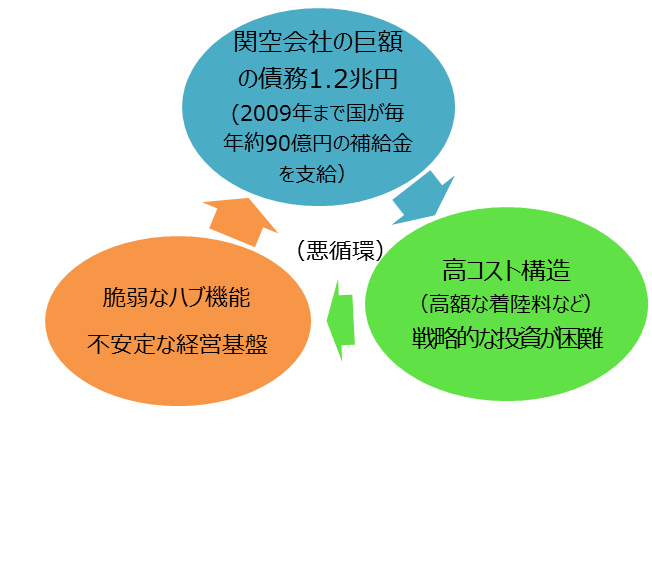 関空会社の巨額
の債務1.2兆円
(2009年まで国が毎
年約90億円の補給金
を支給）
（悪循環）
高コスト構造
（高額な着陸料など）
戦略的な投資が困難
脆弱なハブ機能
不安定な経営基盤